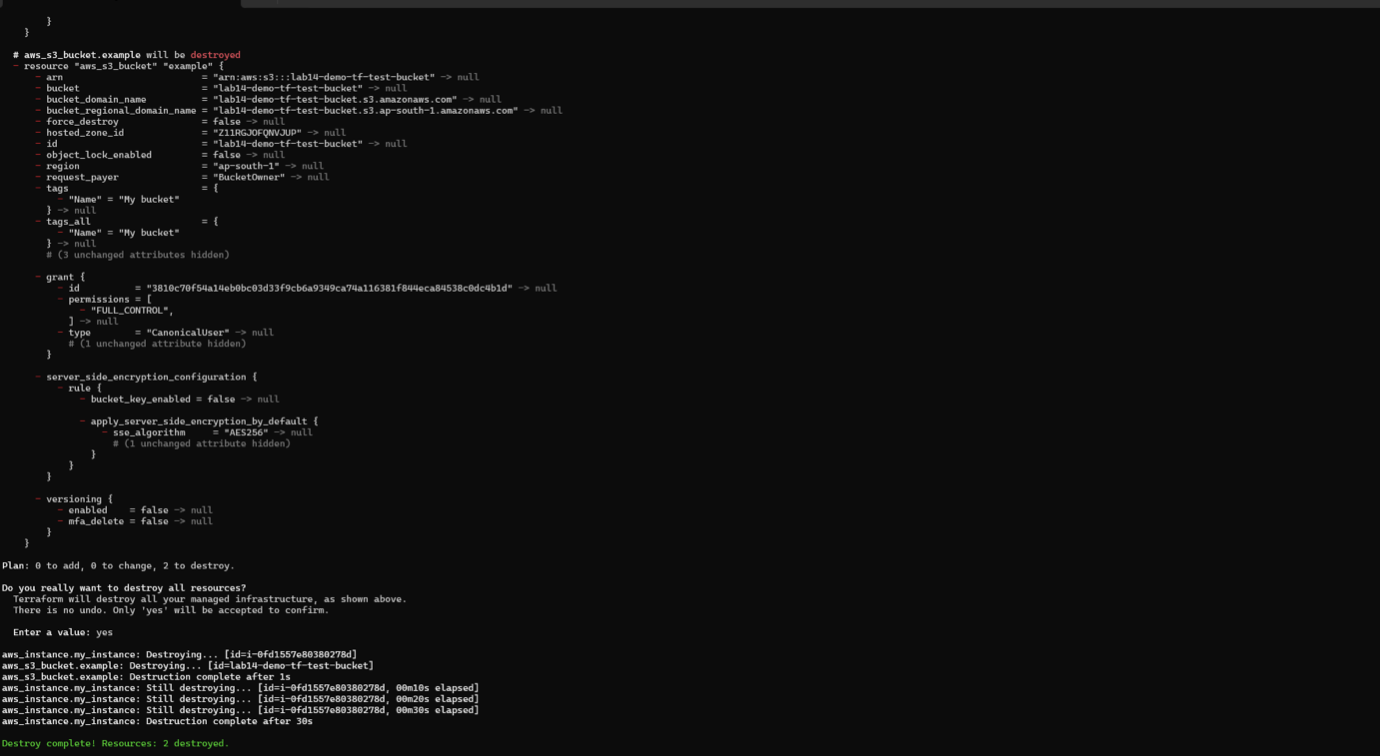 }
}
# aws_s3_bucket.example will be destroyed
- resource "aws_s3_bucket" "example" {
- arn = "arn:aws:s3:::lab14-demo-tf-test-bucket" -> null
- bucket = "lab14-demo-tf-test-bucket" -> null
- bucket_domain_name = "lab14-demo-tf-test-bucket.s3.amazonaws.com" -> null
- bucket_regional_domain_name = "lab14-demo-tf-test-bucket.s3.ap-south-1.amazonaws.com" -> null
- force_destroy = false -> null
- hosted_zone_id = "Z11RGJOFQNVJUP" -> null
- id = "lab14-demo-tf-test-bucket" -> null
- object_lock_enabled = false -> null
- region = "ap-south-1" -> null
- request_payer = "BucketOwner" -> null
- tags = {
- "Name" = "My bucket"
} -> null
- tags_all = {
- "Name" = "My bucket"
} -> null
# (3 unchanged attributes hidden)
- grant {
- id = "3810c70f54a14eb0bc03d33f9cb6a9349ca74a116381f844eca84538c0dc4b1d" -> null
- permissions = [
- "FULL_CONTROL",
] -> null
- type = "CanonicalUser" -> null
# (1 unchanged attribute hidden)
}
- server_side_encryption_configuration {
- rule {
- bucket_key_enabled = false -> null
- apply_server_side_encryption_by_default {
- sse_algorithm = "AES256" -> null
# (1 unchanged attribute hidden)
}
}
}
- versioning {
- enabled = false -> null
- mfa_delete = false -> null
}
}
Plan: 0 to add, 0 to change, 2 to destroy.
Do you really want to destroy all resources?
Terraform will destroy all your managed infrastructure, as shown above.
There is no undo. Only 'yes' will be accepted to confirm.
Enter a value: yes
aws_instance.my_instance: Destroying... [id=i-0fd1557e80380278d]
aws_s3_bucket.example: Destroying... [id=lab14-demo-tf-test-bucket]
aws_s3_bucket.example: Destruction complete after 1s
aws_instance.my_instance: Still destroying... [id=i-0fd1557e80380278d, 00m10s elapsed]
aws_instance.my_instance: Still destroying... [id=i-0fd1557e80380278d, 00m20s elapsed]
aws_instance.my_instance: Still destroying... [id=i-0fd1557e80380278d, 00m30s elapsed]
aws_instance.my_instance: Destruction complete after 30s
Destroy complete! Resources: 2 destroyed.